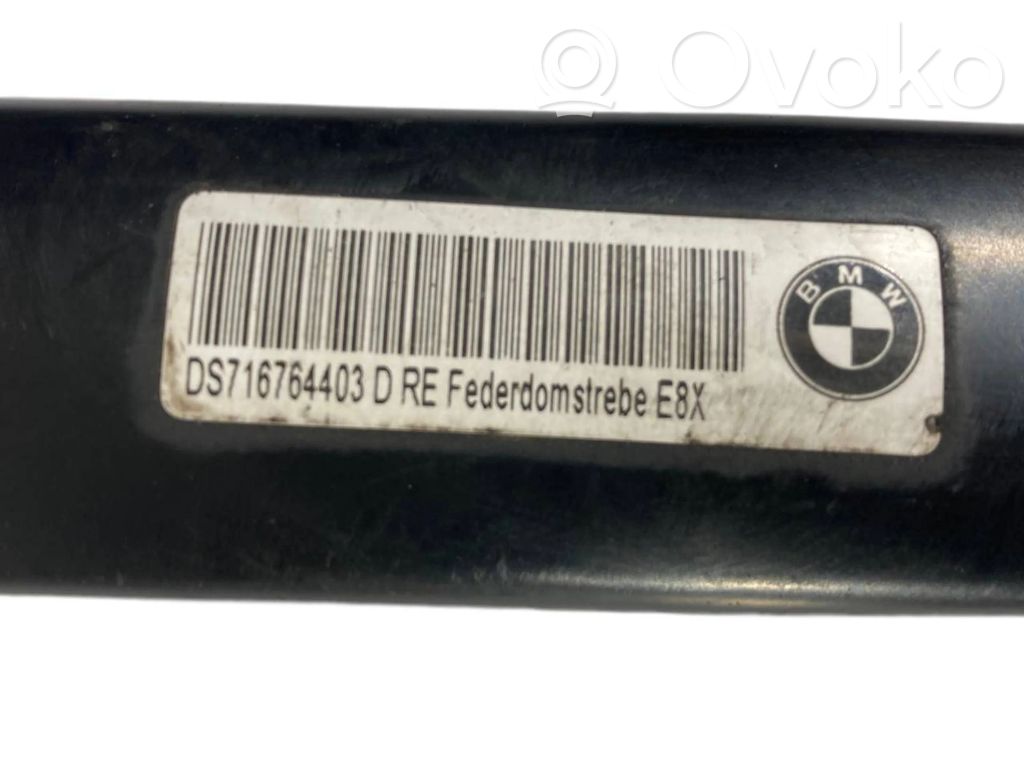 Ovoko
BMW
DS716764403 D RE Federdomstrebe E8X